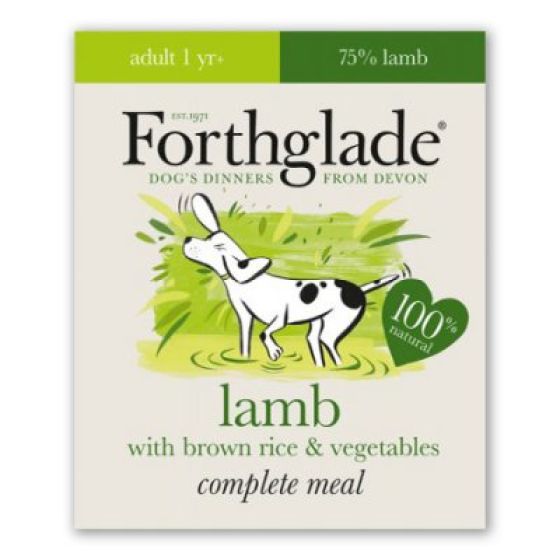 adult 1 yr+
75% lamb
EST.1971
Forthglade®
DOG'S DINNERS FROM DEVON
100%
natural
lamb
with brown rice & vegetables
complete meal